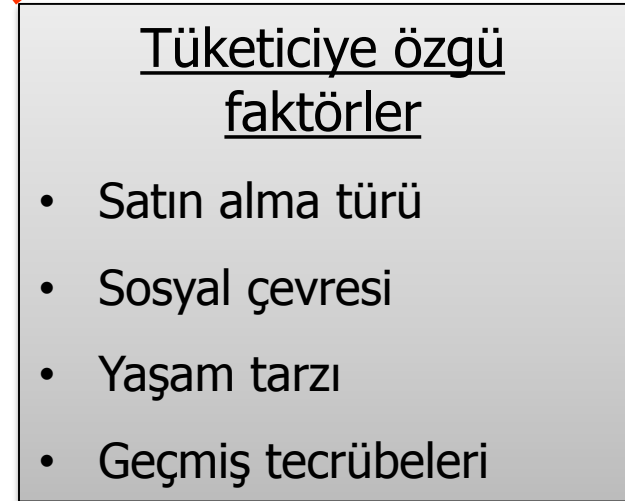 Tüketiciye özgü
faktörler
• Satın alma türü
• Sosyal çevresi
• Yaşam tarzı
• Geçmiş tecrübeleri